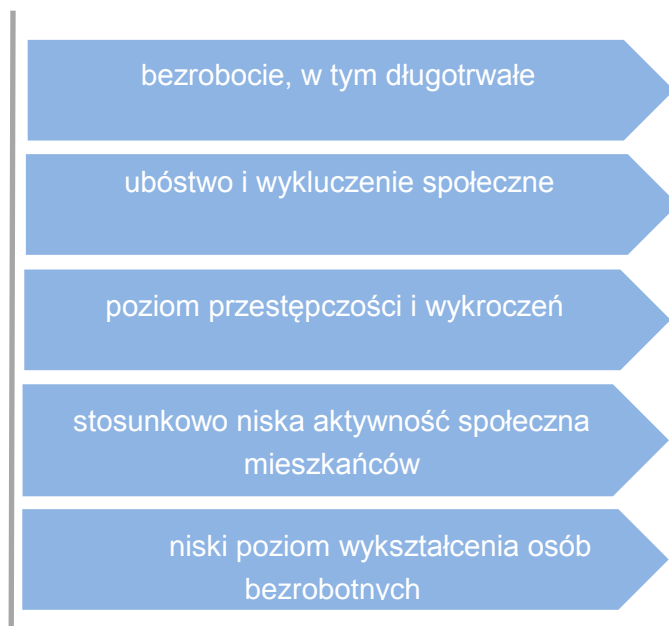 bezrobocie, w tym długotrwałe
ubóstwo i wykluczenie społeczne
poziom przestępczości i wykroczeń
stosunkowo niska aktywność społeczna
mieszkańców
niski poziom wykształcenia osób
bezrobotnych